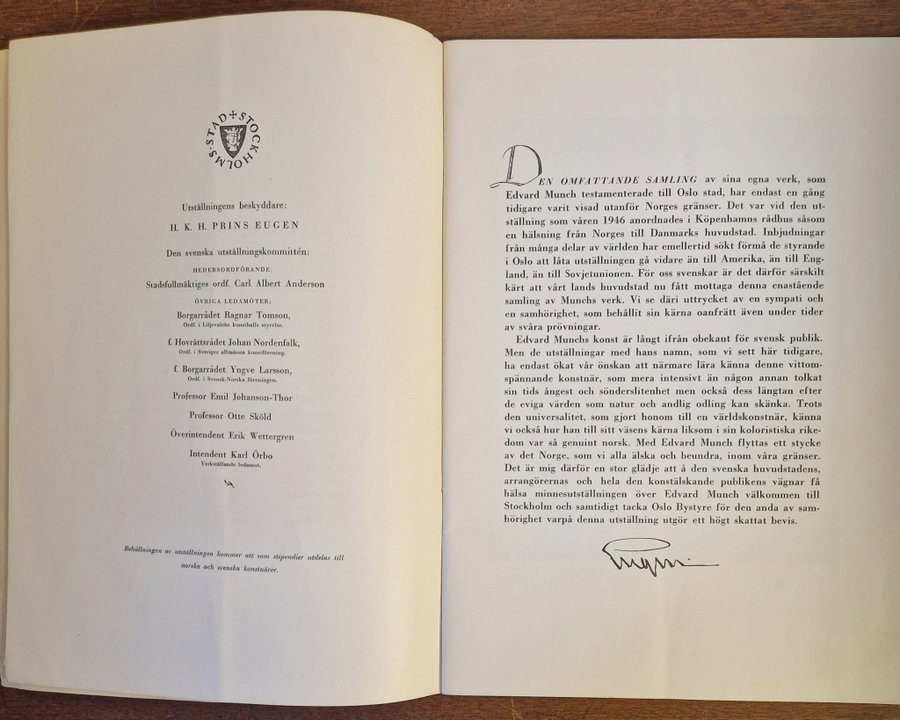 STOCKHOLMS · STAD
Utställningens beskyddare:
H. K. H. PRINS EUGEN
Den svenska utställningskommittén:
HEDERSORDFÖRANDE
Stadsfullmäktiges ordf. Carl Albert Anderson
ÖVRIGA LEDAMÖTER:
Borgarrådet Ragnar Tomson,
Ordf. i Liljevalchs konsthalls styrelse.
f. Hovrättsrådet Johan Nordenfalk,
Ordf. i Sveriges allmänna konstförening.
f. Borgarrådet Yngve Larsson,
Ordf. i Svensk-Norska föreningen.
Professor Emil Johanson-Thor
Professor Otte Sköld
Överintendent Erik Wettergren
Intendent Karl Örbo
Verkställande ledamot.
Behållningen av utställningen kommer att som stipendier utdelas till
norska och svenska konstnärer.
DEN OMFATTANDE SAMLING av sina egna verk, som
Edvard Munch testamenterade till Oslo stad, har endast en gång
tidigare varit visad utanför Norges gränser. Det var vid den ut-
ställning som våren 1946 anordnades i Köpenhamns rådhus såsom
en hälsning från Norges till Danmarks huvudstad. Inbjudningar
från många delar av världen har emellertid sökt förmå de styrande
i Oslo att låta utställningen gå vidare än till Amerika, än till Eng-
land, än till Sovjetunionen. För oss svenskar är det därför särskilt
kärt att vårt lands huvudstad nu fått mottaga denna enastående
samling av Munchs verk. Vi se däri uttrycket av en sympati och
en samhörighet, som behållit sin kärna oanfrätt även under tider
av svåra prövningar.
Edvard Munchs konst är långt ifrån obekant för svensk publik.
Men de utställningar med hans namn, som vi sett här tidigare,
ha endast ökat vår önskan att närmare lära känna denne vittom-
spännande konstnär, som mera intensivt än någon annan tolkat
sin tids ångest och sönderslitenhet men också dess längtan efter
de eviga värden som natur och andlig odling kan skänka. Trots
den universalitet, som gjort honom till en världskonstnär, känna
vi också hur han till sitt väsens kärna liksom i sin koloristiska rike-
dom var så genuint norsk. Med Edvard Munch flyttas ett stycke
av det Norge, som vi alla älska och beundra, inom våra gränser.
Det är mig därför en stor glädje att å den svenska huvudstadens,
arrangörernas och hela den konstälskande publikens vägnar få
hälsa minnesutställningen över Edvard Munch välkommen till
Stockholm och samtidigt tacka Oslo Bystyre för den anda av sam-
hörighet varpå denna utställning utgör ett högt skattat bevis.
Eugen